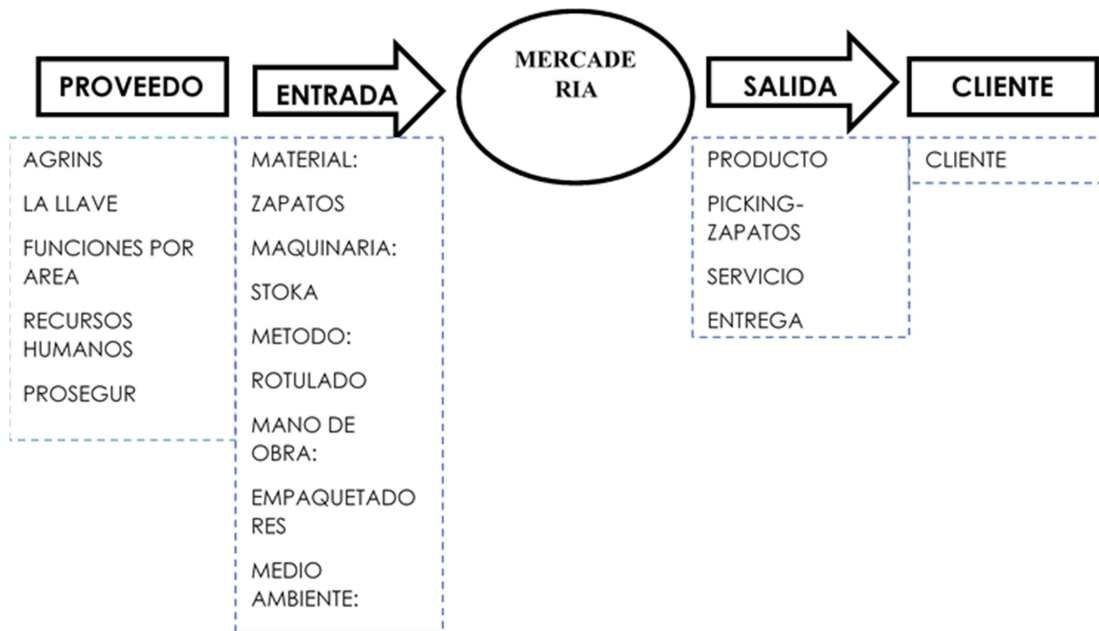 PROVEEDO
ENTRADA
MERCADE
RIA
SALIDA
CLIENTE
AGRINS
LA LLAVE
FUNCIONES POR
AREA
RECURSOS
HUMANOS
PROSEGUR
MATERIAL:
ZAPATOS
MAQUINARIA:
STOKA
METODO:
ROTULADO
MANO DE
OBRA:
EMPAQUETADO
RES
MEDIO
AMBIENTE:
PRODUCTO
PICKING-
ZAPATOS
SERVICIO
ENTREGA
CLIENTE